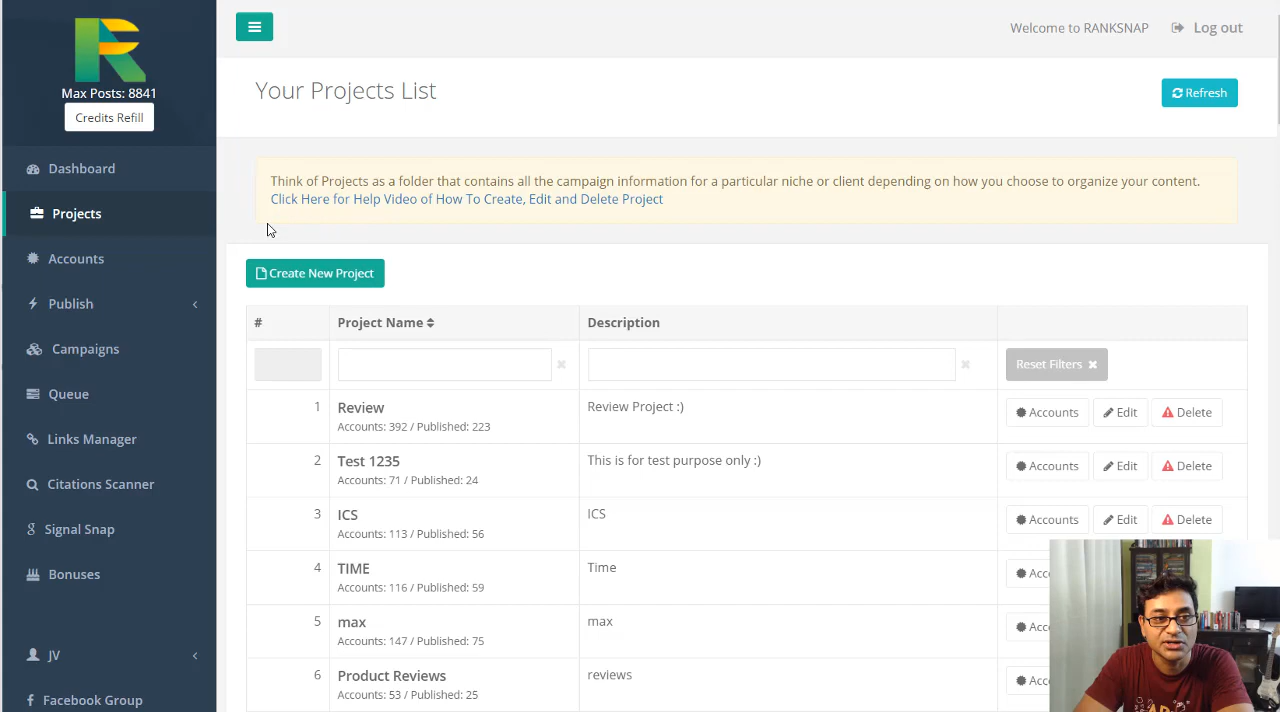 Max Posts: 8841
Credits Refill
Dashboard
Projects
Accounts
Publish
Campaigns
Queue
Links Manager
Citations Scanner
Signal Snap
Bonuses
JV
Facebook Group
Welcome to RANKSNAP
Log out
Your Projects List
Refresh
Think of Projects as a folder that contains all the campaign information for a particular niche or client depending on how you choose to organize your content.
Click Here for Help Video of How To Create, Edit and Delete Project
Create New Project
# Project Name Description
Reset Filters
1 Review Review Project :) Accounts Edit Delete
Accounts: 392 / Published: 223
2 Test 1235 This is for test purpose only :) Accounts Edit Delete
Accounts: 71 / Published: 24
3 ICS ICS Accounts Edit Delete
Accounts: 113 / Published: 56
4 TIME Time Acc
Accounts: 116 / Published: 59
5 max max Acc
Accounts: 147 / Published: 75
6 Product Reviews reviews Acc
Accounts: 53 / Published: 25